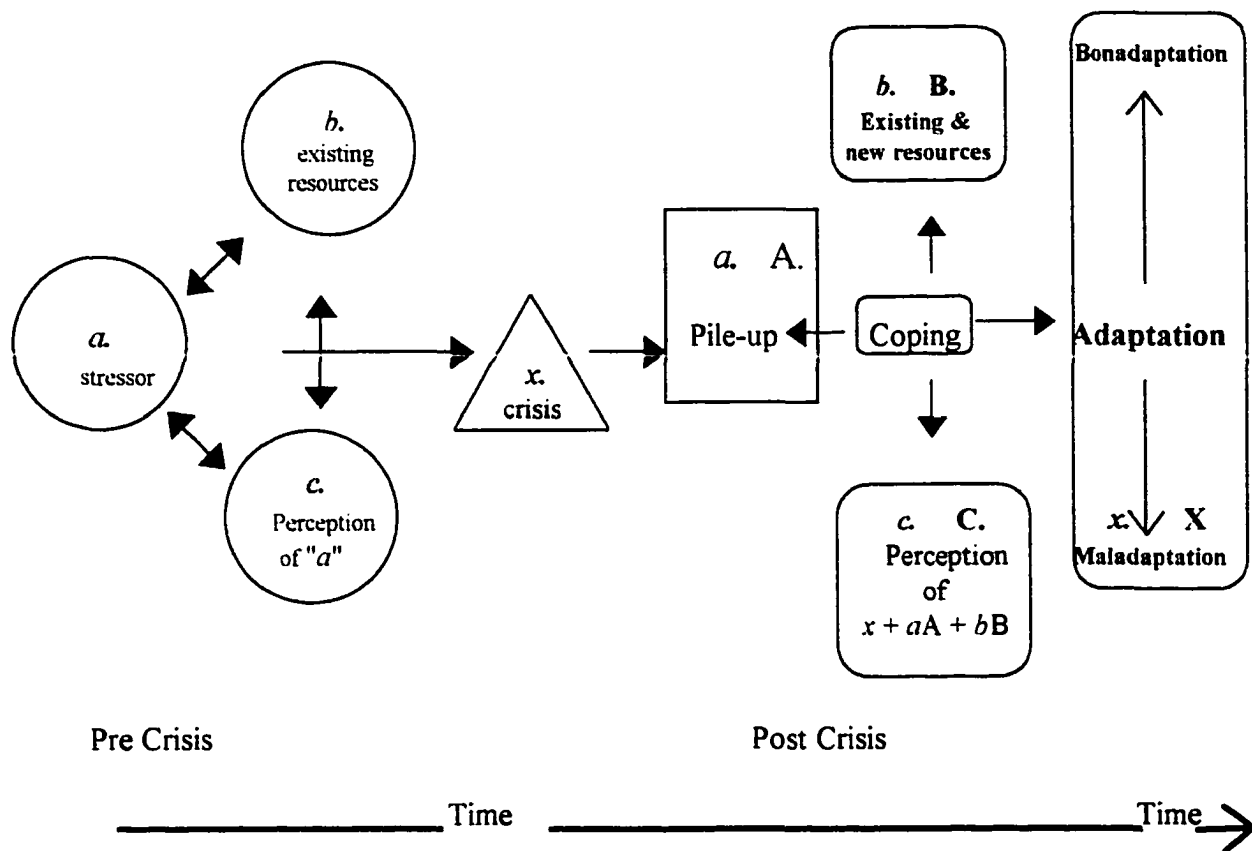 b.
existing
resources
a.
stressor
c.
Perception
of "a"
x.
crisis
a. A.
Pile-up
b. B.
Existing &
new resources
Coping
c. C.
Perception
of
x + aA + bB
Bonadaptation
Adaptation
x. X
Maladaptation
Pre Crisis
Post Crisis
Time
Time